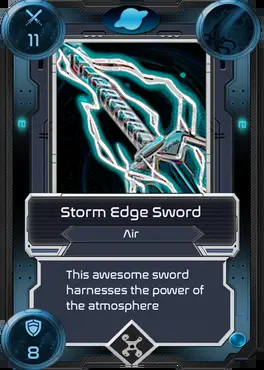 11
Storm Edge Sword
Air
This awesome sword
harnesses the power of
the atmosphere
8